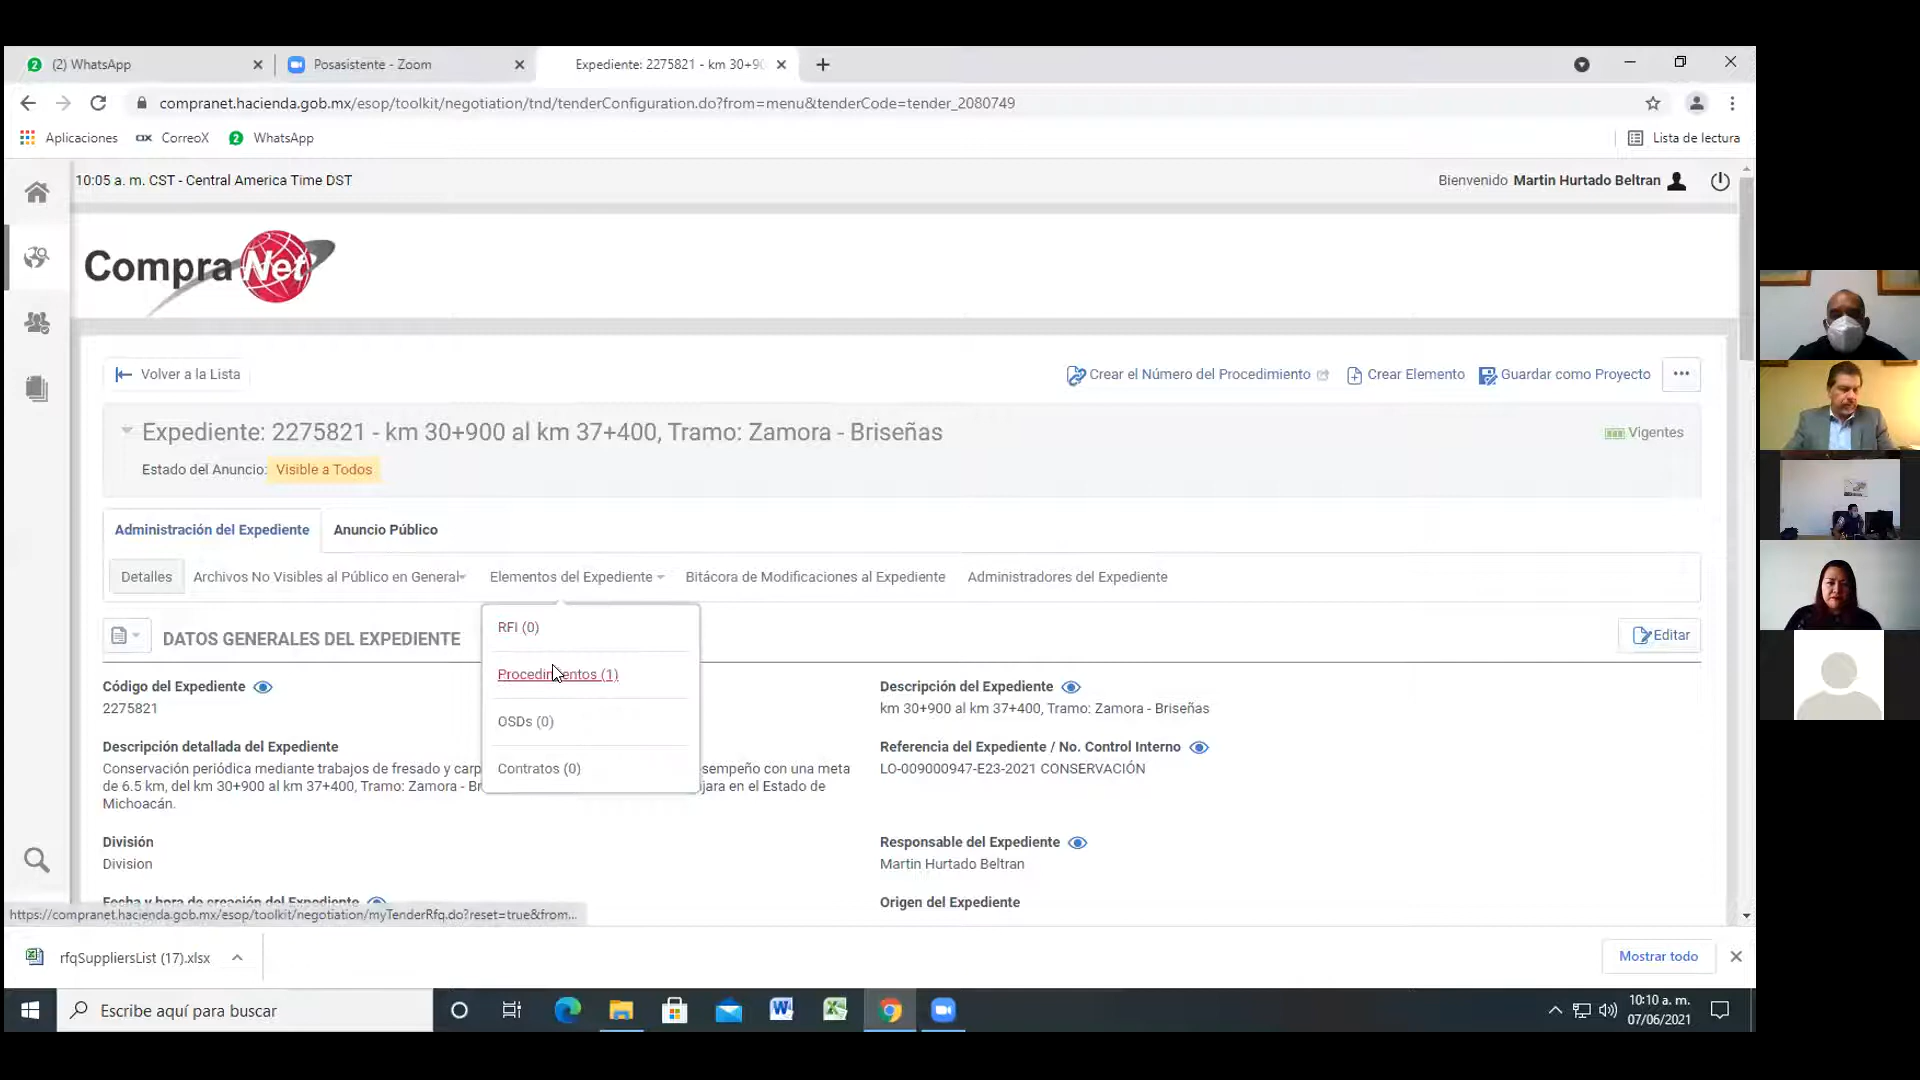 (2) WhatsApp
Posasistente - Zoom
Expediente: 2275821 - km 30+90
compranet.hacienda.gob.mx/esop/toolkit/negotiation/tnd/tenderConfiguration.do?from=menu&tenderCode=tender_2080749
Aplicaciones
CorreoX
WhatsApp
Lista de lectura
10:05 a. m. CST - Central America Time DST
Bienvenido Martin Hurtado Beltran
CompraNet
Volver a la Lista
Crear el Número del Procedimiento
Crear Elemento
Guardar como Proyecto
Expediente: 2275821 - km 30+900 al km 37+400, Tramo: Zamora - Briseñas
Vigentes
Estado del Anuncio: Visible a Todos
Administración del Expediente
Anuncio Público
Detalles
Archivos No Visibles al Público en General
Elementos del Expediente
Bitácora de Modificaciones al Expediente
Administradores del Expediente
RFI (0)
Procedimientos (1)
OSDs (0)
Contratos (0)
DATOS GENERALES DEL EXPEDIENTE
Editar
Código del Expediente
2275821
Descripción del Expediente
km 30+900 al km 37+400, Tramo: Zamora - Briseñas
Descripción detallada del Expediente
Conservación periódica mediante trabajos de fresado y carp sempeño con una meta
de 6.5 km, del km 30+900 al km 37+400, Tramo: Zamora - Br jara en el Estado de
Michoacán.
Referencia del Expediente / No. Control Interno
LO-009000947-E23-2021 CONSERVACIÓN
División
Division
Responsable del Expediente
Martin Hurtado Beltran
Fecha y hora de creación del Expediente
Origen del Expediente
https://compranet.hacienda.gob.mx/esop/toolkit/negotiation/myTenderRfq.do?reset=true&from...
rfqSuppliersList (17).xlsx
Mostrar todo
Escribe aquí para buscar
10:10 a. m.
07/06/2021